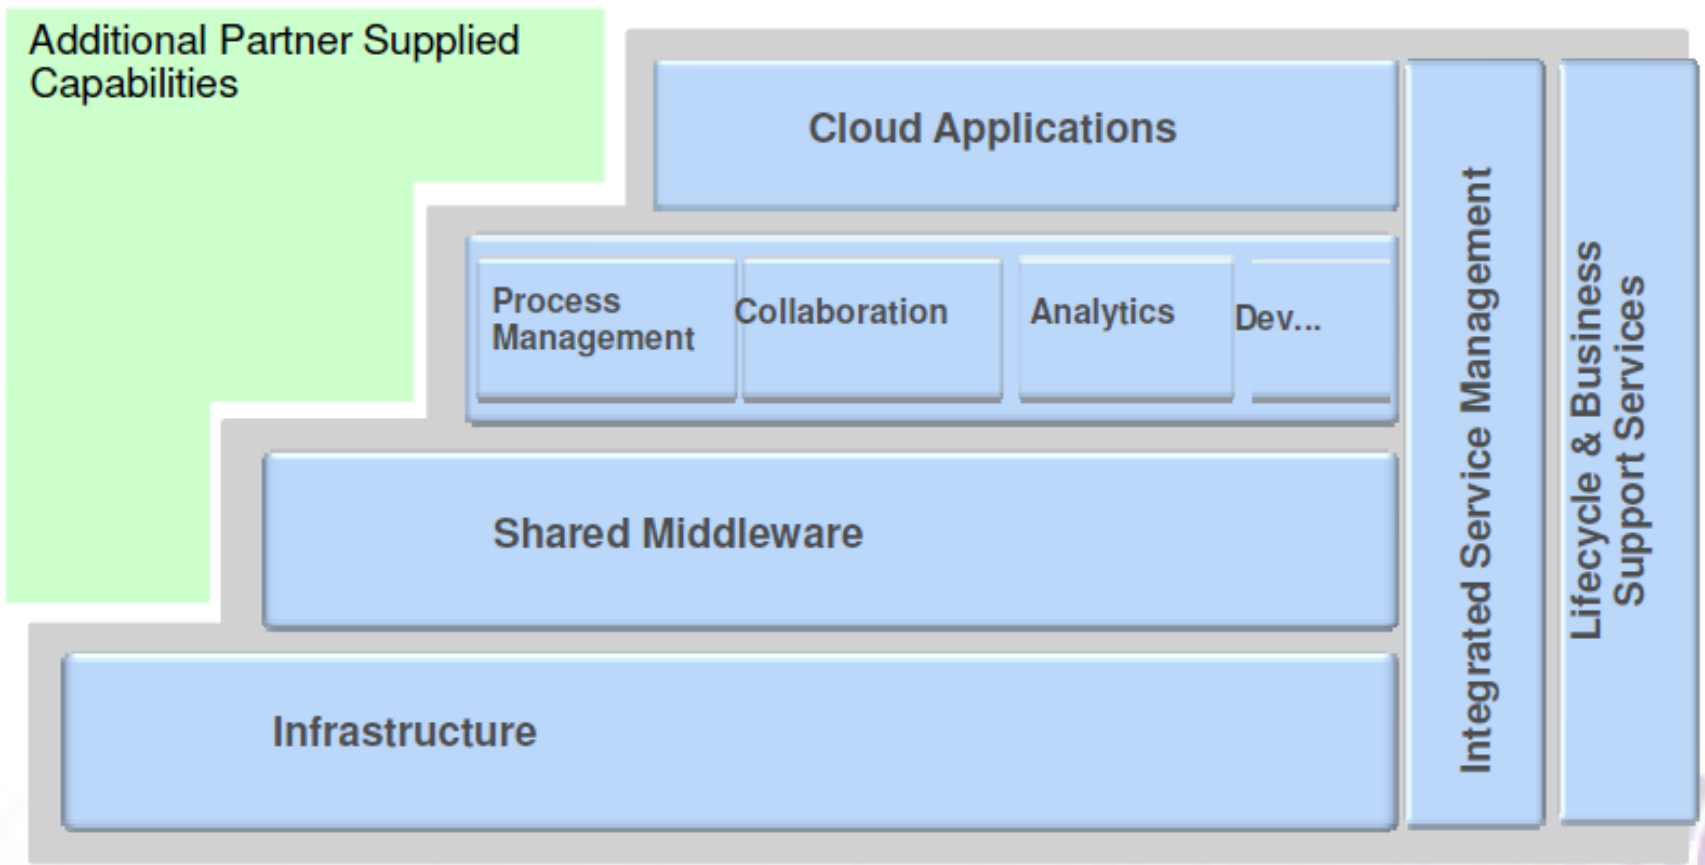 Additional Partner Supplied
Capabilities
Cloud Applications
Process
Management
Collaboration
Analytics
Dev...
Shared Middleware
Infrastructure
Integrated Service Management
Lifecycle & Business
Support Services